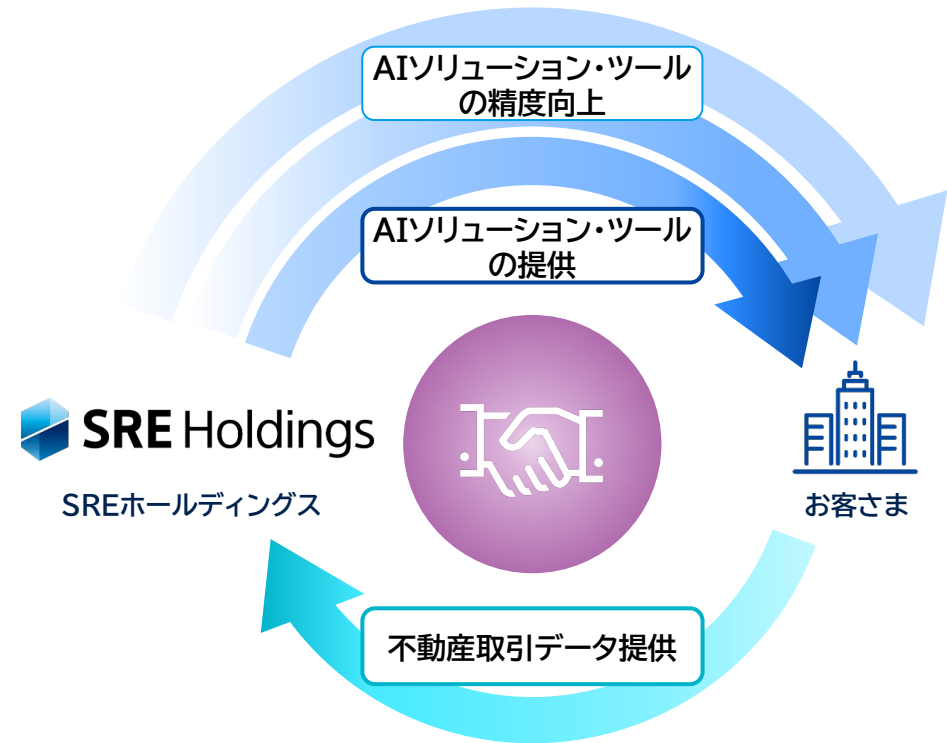 AIソリューション・ツール
の精度向上
AIソリューション・ツール
の提供
SRE Holdings
SREホールディングス
お客さま
不動産取引データ提供